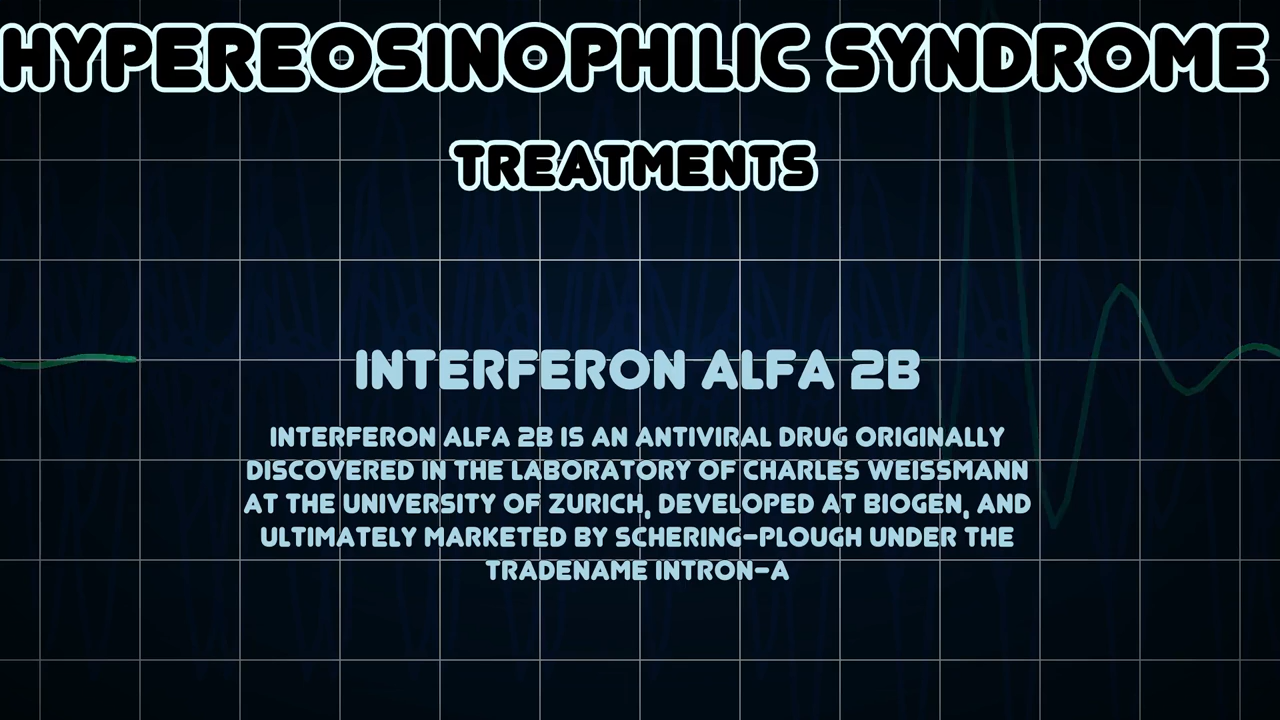 HYPEREOSINOPHILIC SYNDROME
TREATMENTS
INTERFERON ALFA 2B
INTERFERON ALFA 2B IS AN ANTIVIRAL DRUG ORIGINALLY
DISCOVERED IN THE LABORATORY OF CHARLES WEISSMANN
AT THE UNIVERSITY OF ZURICH, DEVELOPED AT BIOGEN, AND
ULTIMATELY MARKETED BY SCHERING-PLOUGH UNDER THE
TRADENAME INTRON-A